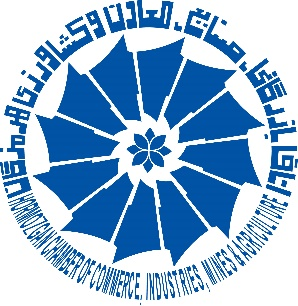 اتاق بازرگانی، صنایع، معادن و کشاورزی هرمزگان
HORMOZGAN CHAMBER OF COMMERCE, INDUSTRIES, MINES & AGRICULTURE